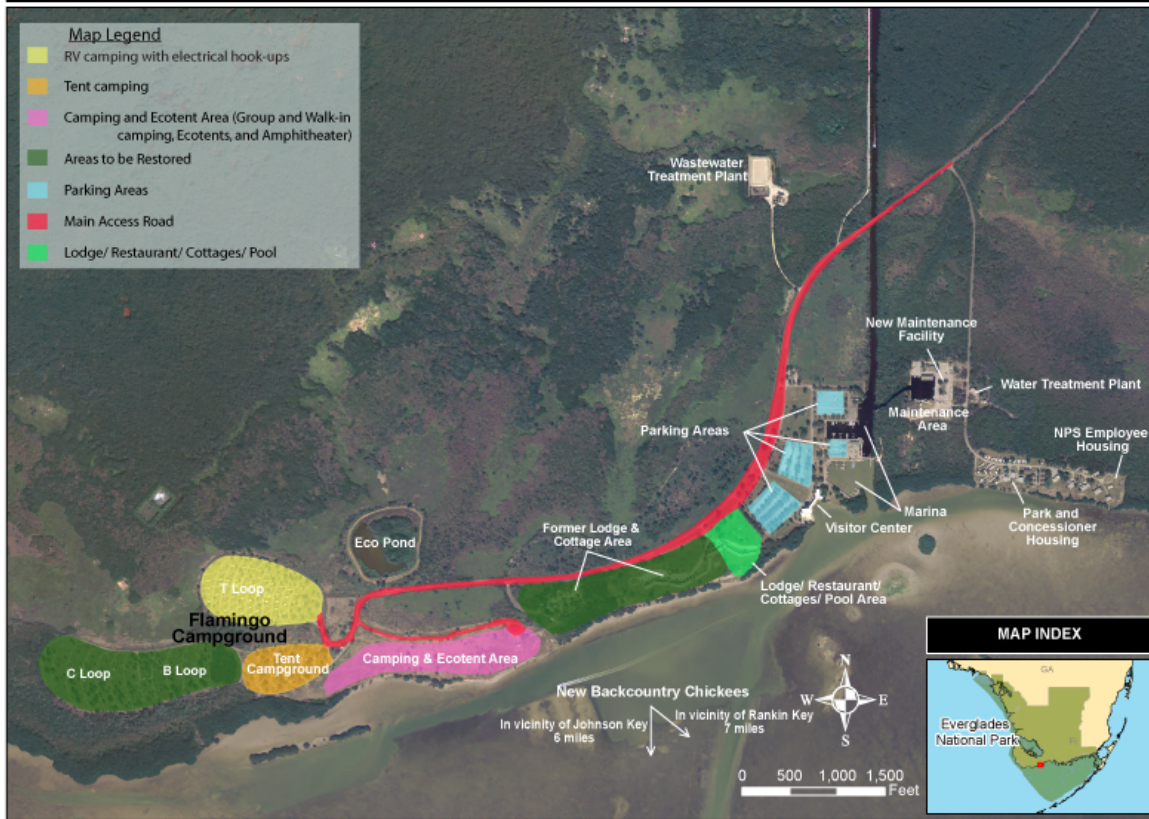 Map Legend
RV camping with electrical hook-ups
Tent camping
Camping and Ecotent Area (Group and Walk-in
camping, Ecotents, and Amphitheater)
Areas to be Restored
Parking Areas
Main Access Road
Lodge/ Restaurant/ Cottages/ Pool
Wastewater
Treatment Plant
New Maintenance
Facility
Water Treatment Plant
Maintenance
Area
Parking Areas
NPS Employee
Housing
Marina
Visitor Center
Park and
Concessioner
Housing
Former Lodge &
Cottage Area
Eco Pond
Lodge/ Restaurant/
Cottages/ Pool Area
T Loop
Flamingo
Campground
C Loop
B Loop
Tent
Campground
Camping & Ecotent Area
New Backcountry Chickees
In vicinity of Johnson Key
6 miles
In vicinity of Rankin Key
7 miles
N
W
E
S
0 500 1,000 1,500
Feet
MAP INDEX
GA
Everglades
National Park
FL